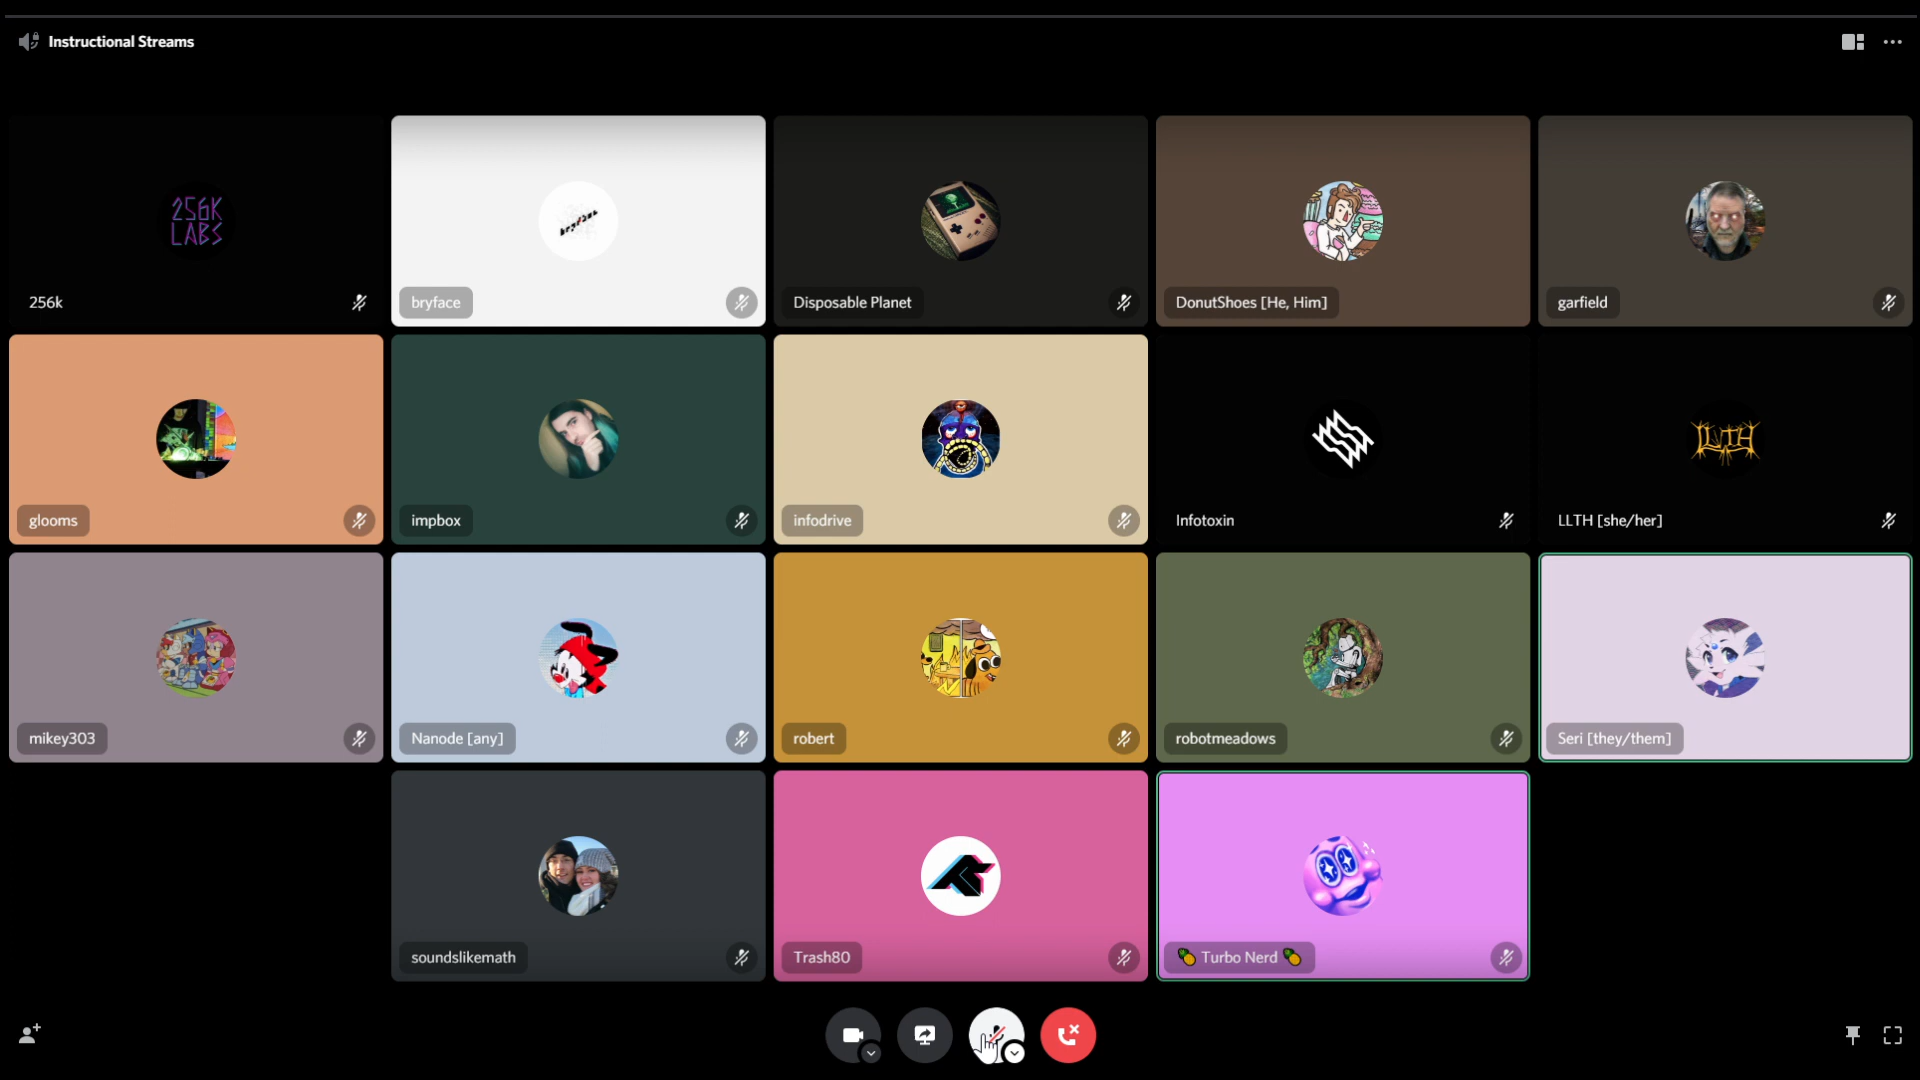 Instructional Streams
256K
LABS
256k
bryface
Disposable Planet
DonutShoes [He, Him]
garfield
glooms
impbox
infodrive
Infotoxin
LLTH
LLTH [she/her]
mikey303
Nanode [any]
robert
robotmeadows
Seri [they/them]
soundslikemath
Trash80
🍍 Turbo Nerd 🍍